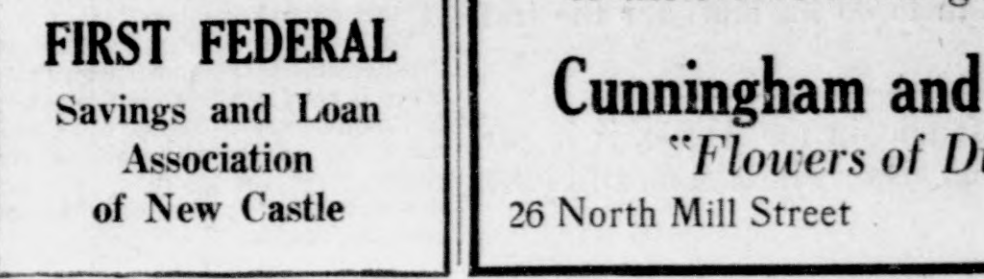 FIRST FEDERAL
Savings and Loan
Association
of New Castle
Cunningham and
"Flowers of
26 North Mill Street